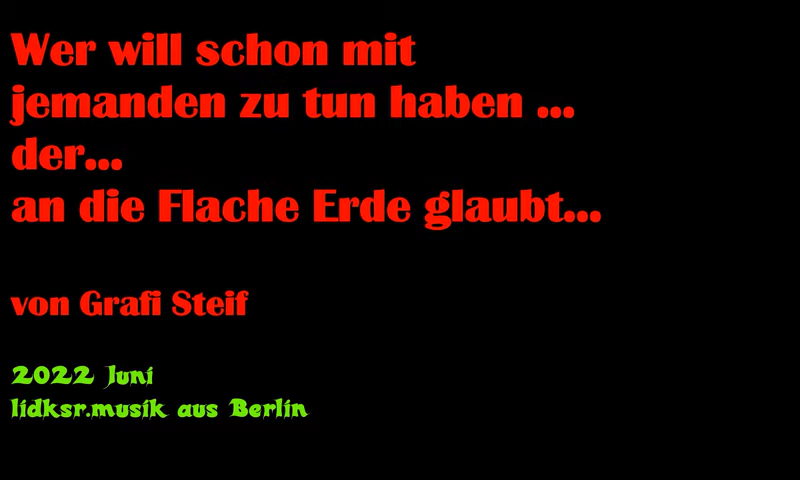 Wer will schon mit
jemanden zu tun haben ...
der...
an die Flache Erde glaubt...
von Grafi Steif
2022 Juni
lidksr.musik aus Berlin